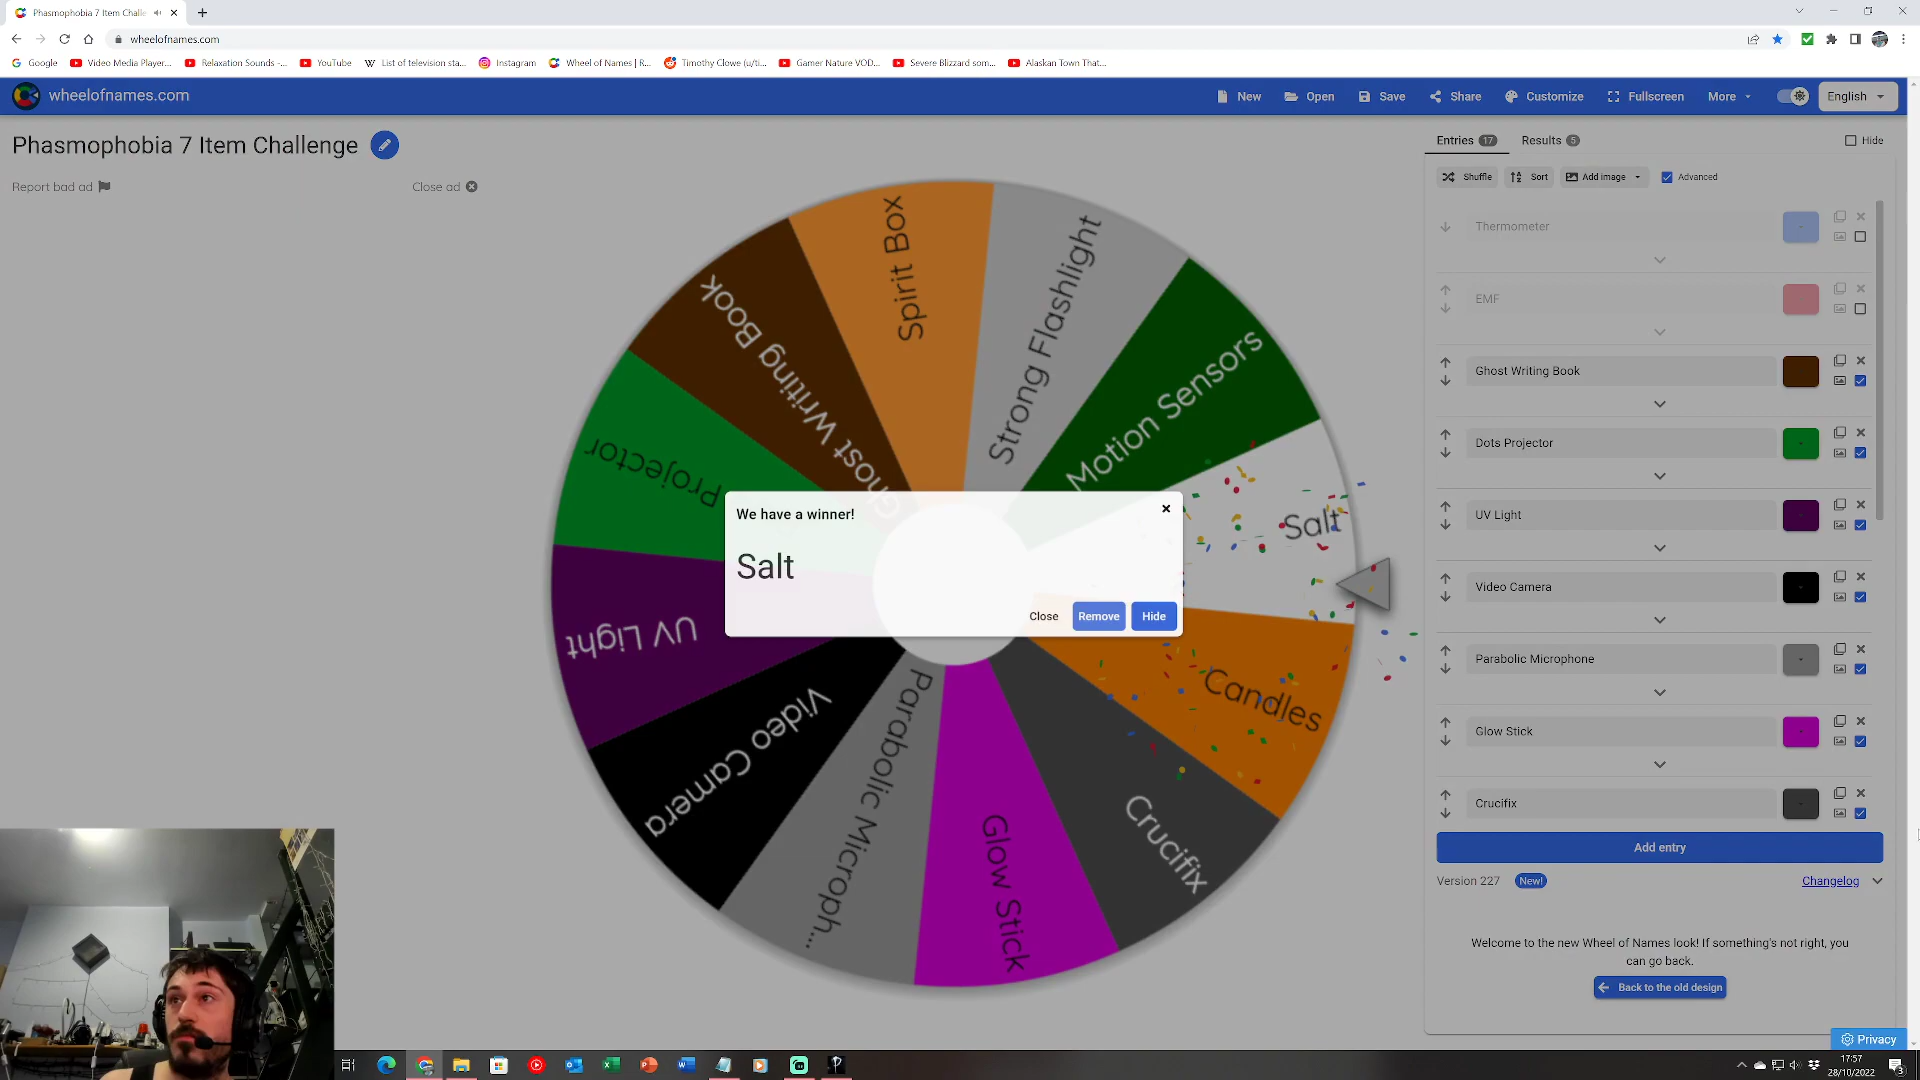 Phasmophobia 7 Item Challe
wheelofnames.com
Google
Video Media Player...
Relaxation Sounds -...
YouTube
List of television sta...
Instagram
Wheel of Names | R...
Timothy Clowe (u/ti...
Gamer Nature VOD...
Severe Blizzard som...
Alaskan Town That...
wheelofnames.com
New
Open
Save
Share
Customize
Fullscreen
More
English
Phasmophobia 7 Item Challenge
Report bad ad
Close ad
Entries 17
Results 5
Hide
Shuffle
Sort
Add image
Advanced
Thermometer
EMF
Ghost Writing Book
Dots Projector
UV Light
Video Camera
Parabolic Microphone
Glow Stick
Crucifix
Add entry
Version 227
New!
Changelog
Welcome to the new Wheel of Names look! If something's not right, you
can go back.
Back to the old design
Privacy
Spirit Box
Strong Flashlight
Motion Sensors
Salt
Candles
Crucifix
Glow Stick
Parabolic Microph...
Video Camera
UV Light
Projector
Ghost Writing Book
We have a winner!
Salt
Close
Remove
Hide
17:57
28/10/2022
3